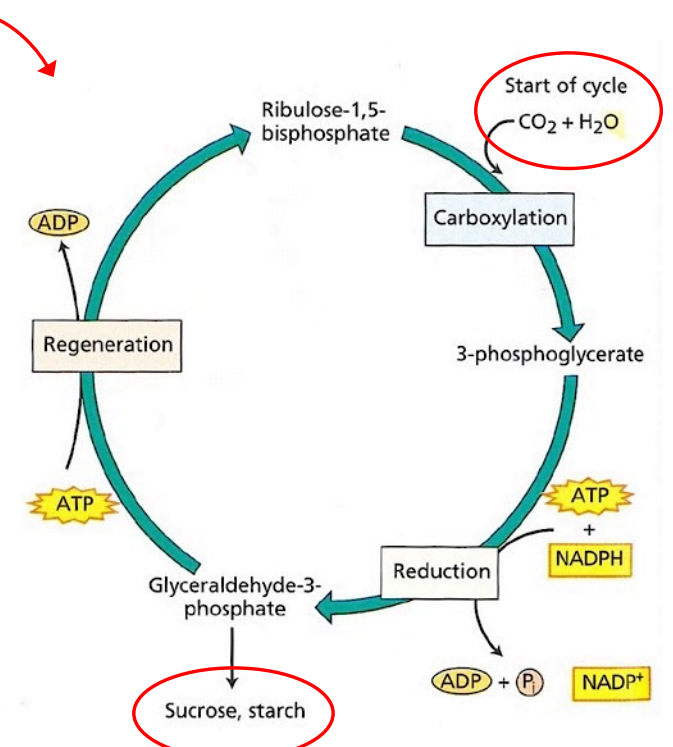 Start of cycle
CO₂ + H₂O
Ribulose-1,5-
bisphosphate
Carboxylation
ADP
Regeneration
3-phosphoglycerate
ATP
ATP
+
NADPH
Reduction
Glyceraldehyde-3-
phosphate
ADP + Pᵢ NADP⁺
Sucrose, starch